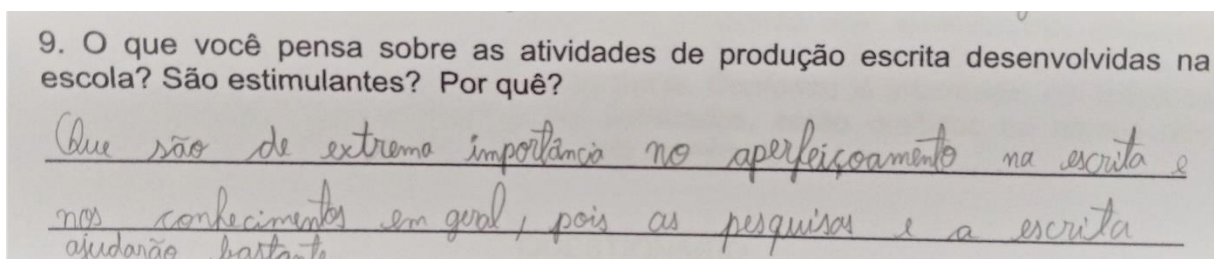 9. O que você pensa sobre as atividades de produção escrita desenvolvidas na
escola? São estimulantes? Por quê?
Que são de extrema importância no aperfeiçoamento na escrita e
nos conhecimentos em geral, pois as pesquisas e a escrita
ajudarão bastante